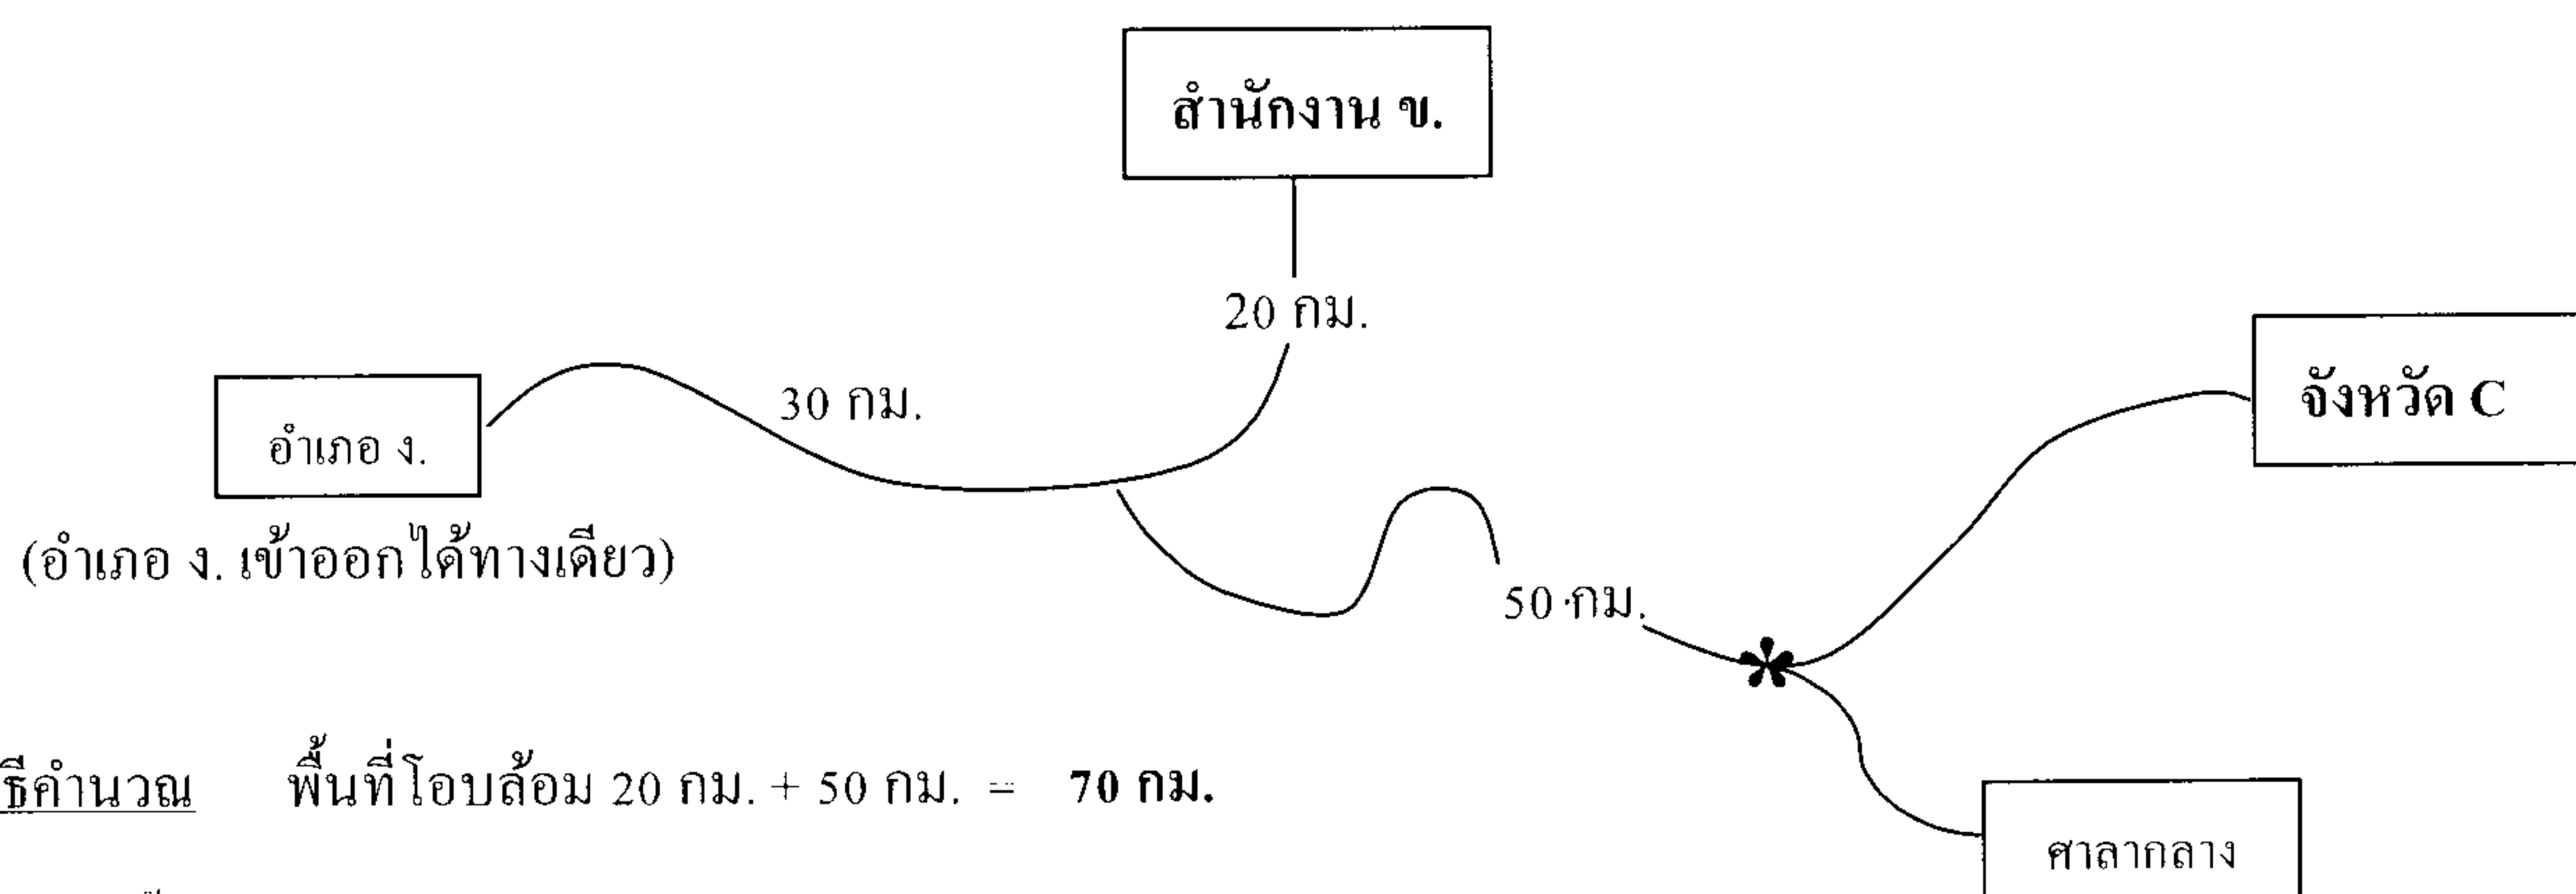 สำนักงาน ข.
20 กม.
จังหวัด C
30 กม.
อำเภอ ง.
(อำเภอ ง. เข้าออกได้ทางเดียว)
50 กม.
ธีคำนวณ พื้นที่โอบล้อม 20 กม. + 50 กม. = 70 กม.
ศาลากลาง